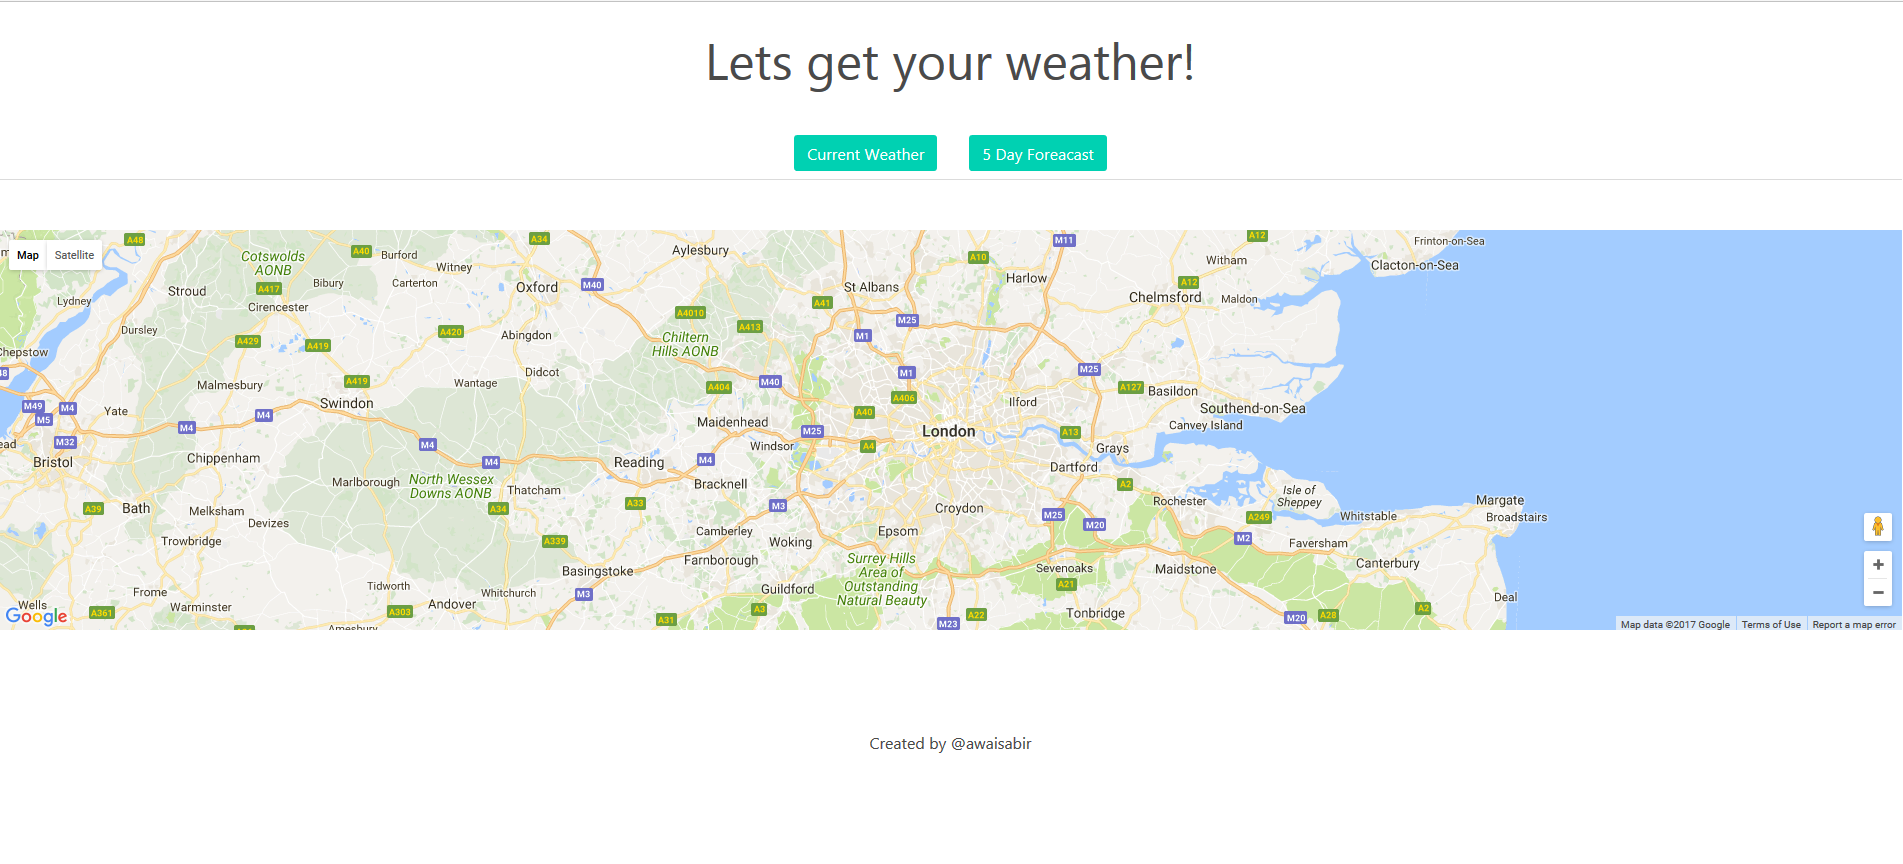 Lets get your weather!
Current Weather 5 Day Foreacast
Map Satellite
A48 Cotswolds AONB A40 Burford A34 Aylesbury M11 A12 Frinton-on-Sea
Witney A10 Witham Clacton-on-Sea
Lydney Stroud A417 Bibury Carterton Oxford M40 St Albans Harlow A12
Cirencester A41 Chelmsford Maldon
Dursley A420 Abingdon A4010 A413 M25
A429 A419 Chiltern Hills AONB M1
Chepstow Didcot M25
48 Malmesbury A419 Wantage A404 M40 M1 A127 Basildon
M49 M4 Yate M4 Swindon A40 A406 Ilford Southend-on-Sea
M5 M4 Maidenhead M25 London A13 Canvey Island
M32 M4 Windsor A4 Grays
ead Bristol Chippenham M4 Reading M4 Dartford
Marlborough North Wessex Downs AONB Thatcham Bracknell A2 Isle of Sheppey
A39 Bath Melksham A34 A33 M3 Croydon M25 Rochester A249 Whitstable Margate
Devizes Camberley Epsom M20 Broadstairs
Trowbridge A339 Woking M2 Faversham
Basingstoke Farnborough Surrey Hills Area of Outstanding Natural Beauty Sevenoaks Maidstone Canterbury
Frome Tidworth Whitchurch M3 Guildford A21
Wells A361 Warminster A303 Andover A3 A22 Tonbridge A28 A2 Deal
Google Amesbury A31 M23 M20
Map data ©2017 Google Terms of Use Report a map error
Created by @awaisabir